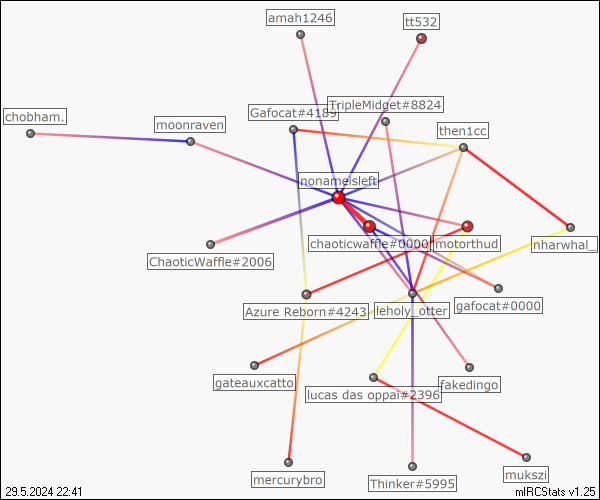 amah1246
tt532
TripleMidget#8824
chobham.
Gafocat#4189
moonraven
then1cc
nonameisleft
chaoticwaffle#0000
lmotorthud
nharwhal_
ChaoticWaffle#2006
Azure Reborn#4243
leholy_otter
gafocat#0000
gateauxcatto
lucas das oppai#2396
fakedingo
mercurybro
Thinker#5995
mukszi
29.5.2024 22:41
mIRCStats v1.25